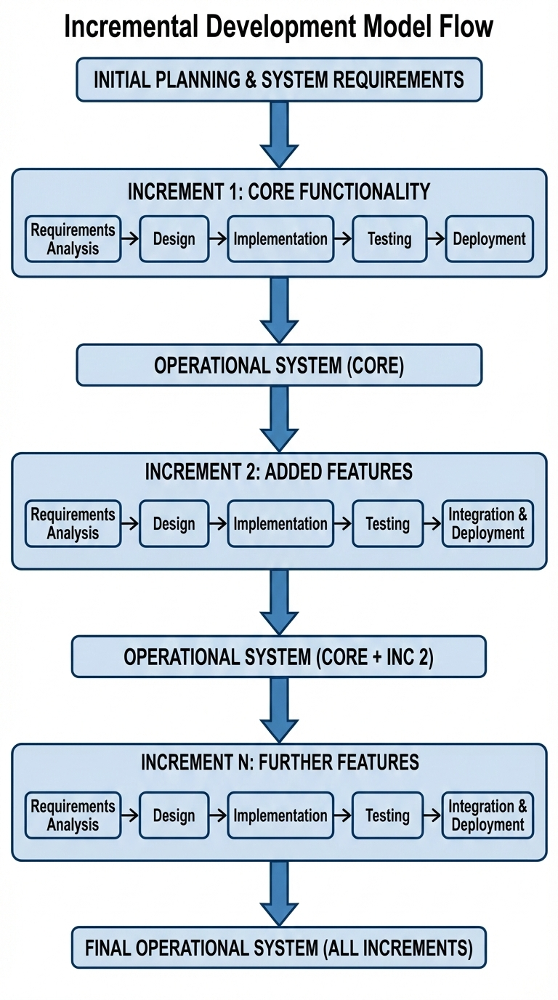 Incremental Development Model Flow
INITIAL PLANNING & SYSTEM REQUIREMENTS
INCREMENT 1: CORE FUNCTIONALITY
Requirements
Analysis
Design
Implementation
Testing
Deployment
OPERATIONAL SYSTEM (CORE)
INCREMENT 2: ADDED FEATURES
Requirements
Analysis
Design
Implementation
Testing
Integration &
Deployment
OPERATIONAL SYSTEM (CORE + INC 2)
INCREMENT N: FURTHER FEATURES
Requirements
Analysis
Design
Implementation
Testing
Integration &
Deployment
FINAL OPERATIONAL SYSTEM (ALL INCREMENTS)